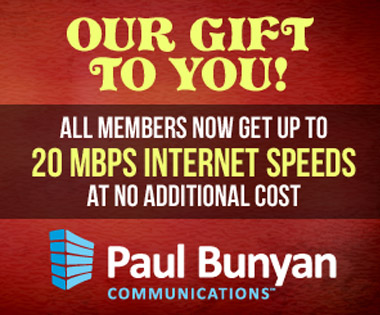 OUR GIFT
TO YOU!
ALL MEMBERS NOW GET UP TO
20 MBPS INTERNET SPEEDS
AT NO ADDITIONAL COST
Paul Bunyan
COMMUNICATIONS™